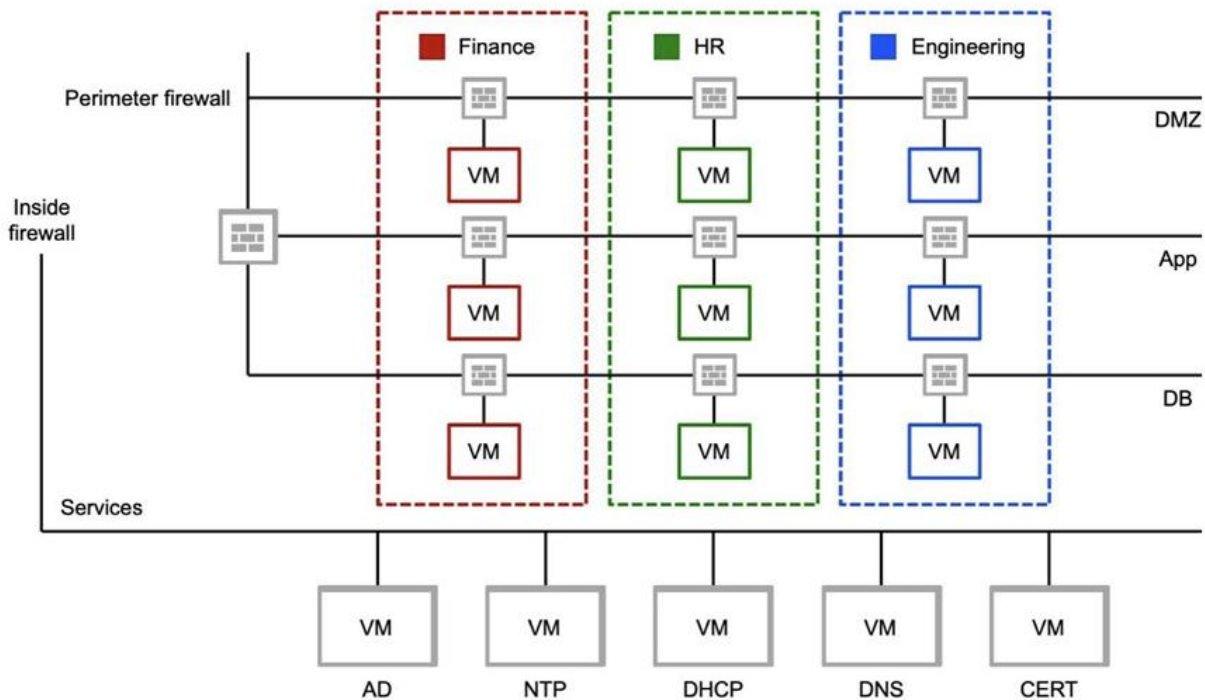 Finance
HR
Engineering
Perimeter firewall
DMZ
VM
VM
VM
Inside
firewall
App
VM
VM
VM
DB
VM
VM
VM
Services
VM
VM
VM
VM
VM
AD
NTP
DHCP
DNS
CERT